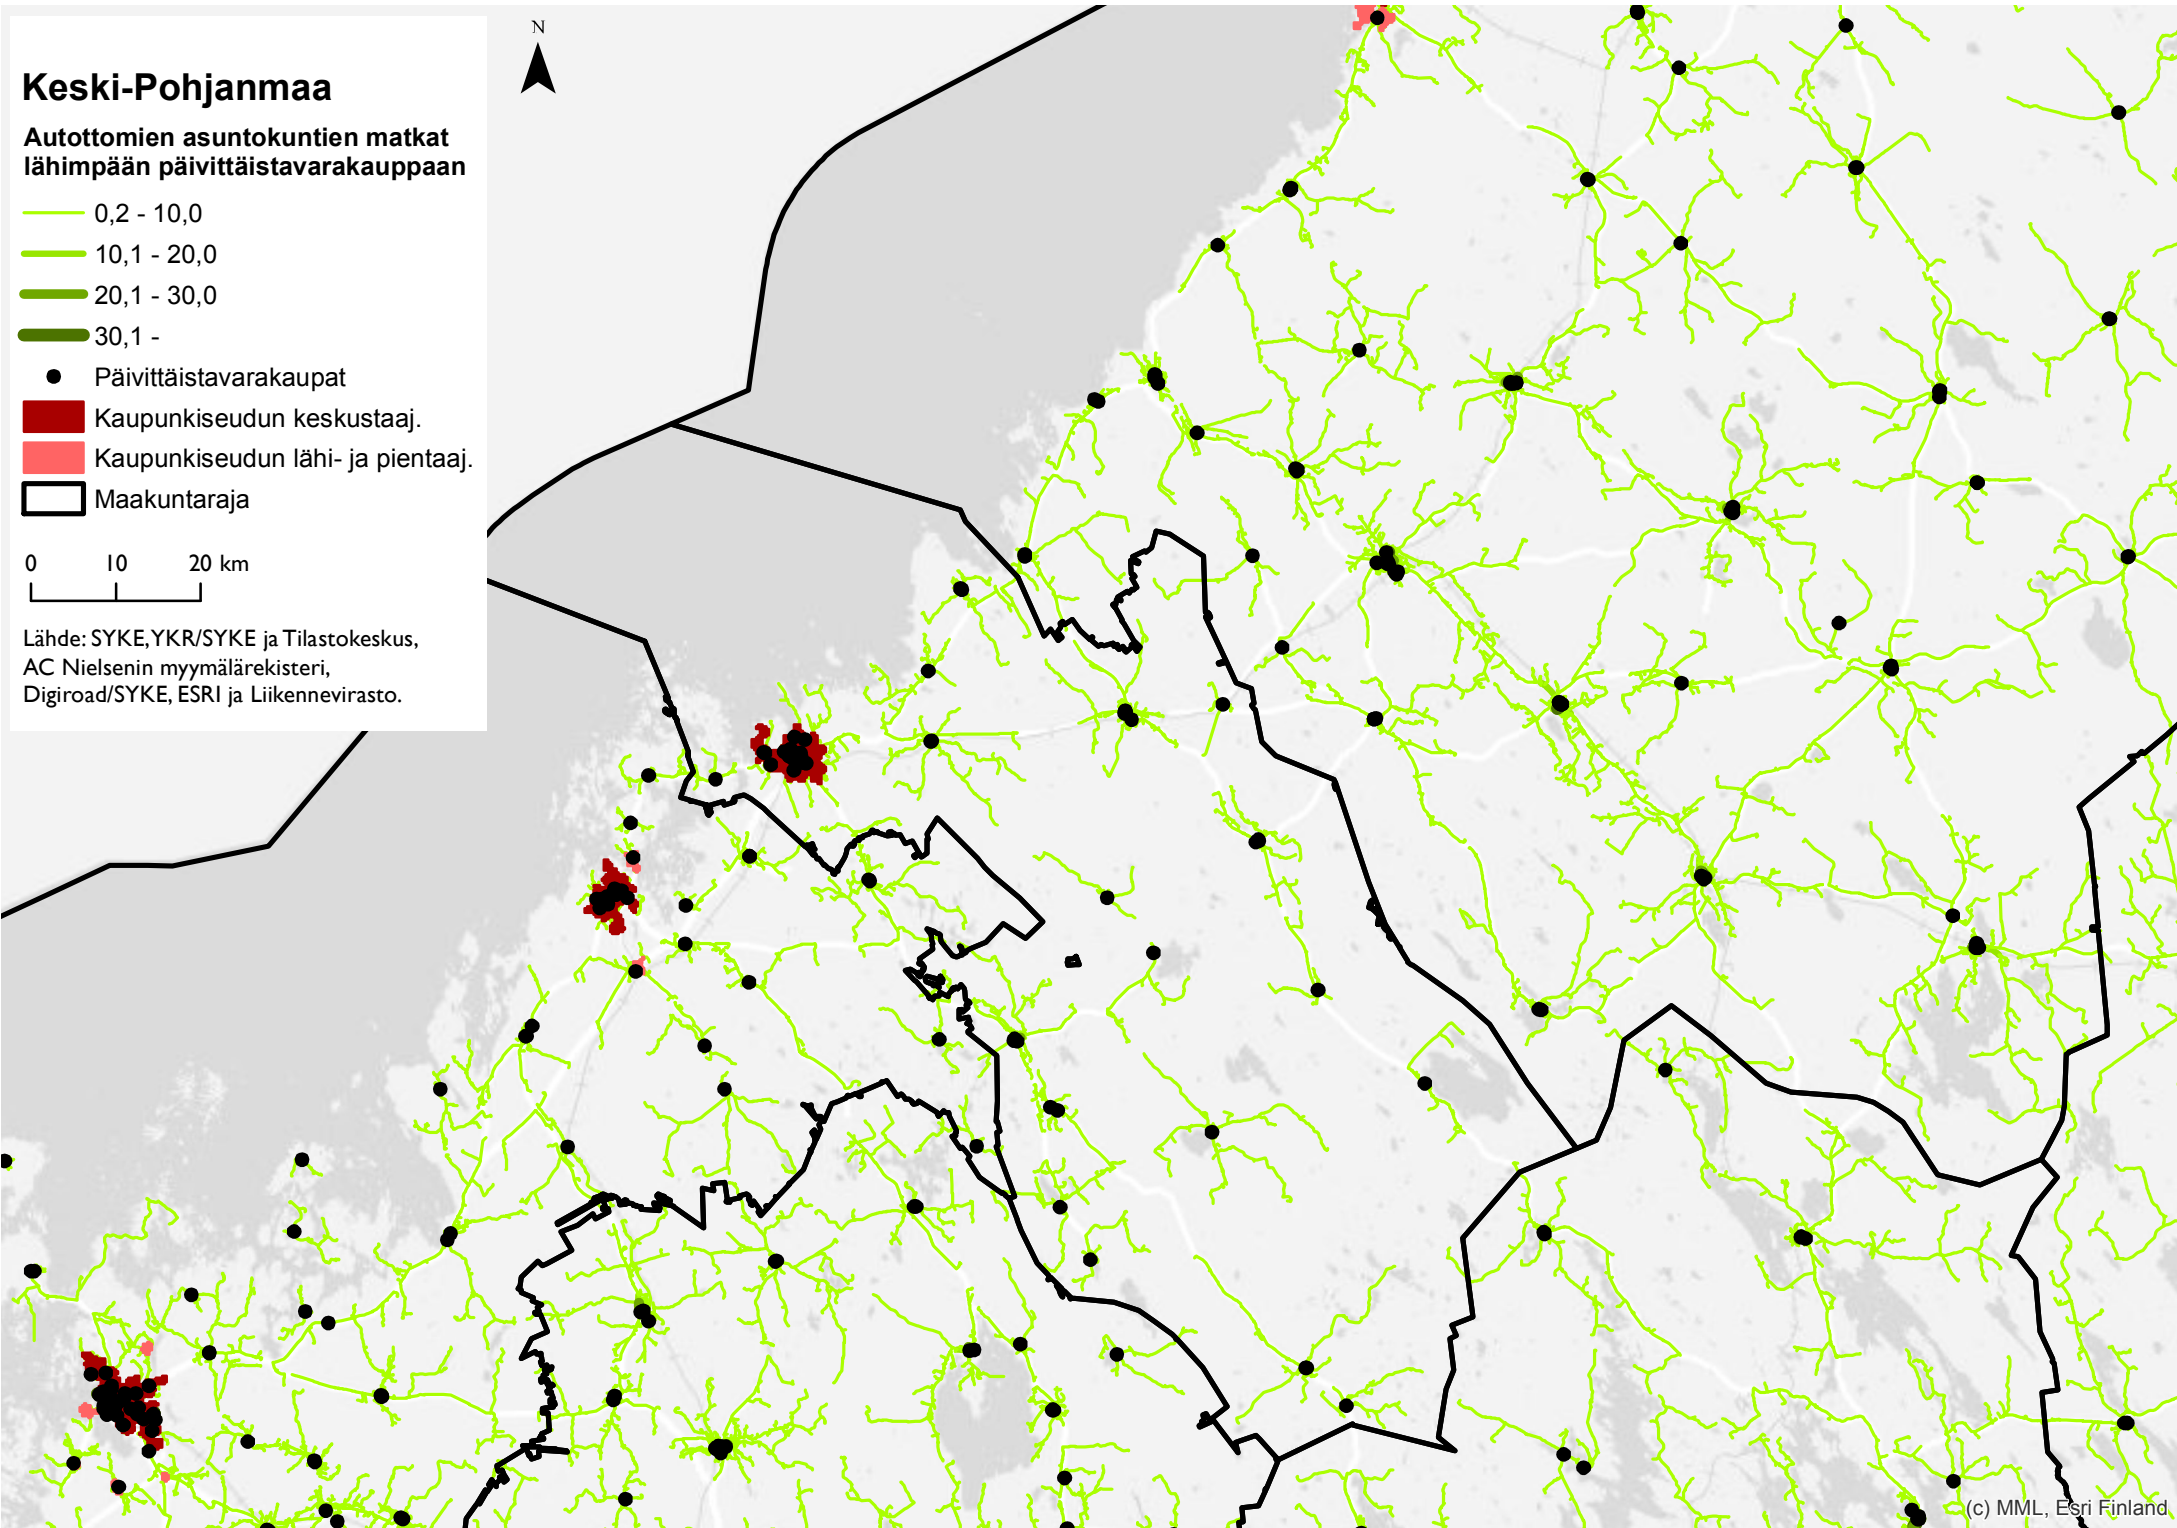 N
Keski-Pohjanmaa
Autottomien asuntokuntien matkat
lähimpään päivittäistavarakauppaan
0,2 - 10,0
10,1 - 20,0
20,1 - 30,0
30,1 -
Päivittäistavarakaupat
Kaupunkiseudun keskustaaj.
Kaupunkiseudun lähi- ja pientaaj.
Maakuntaraja
0 10 20 km
Lähde: SYKE, YKR/SYKE ja Tilastokeskus,
AC Nielsenin myymälärekisteri,
Digiroad/SYKE, ESRI ja Liikennevirasto.
(c) MML, Esri Finland